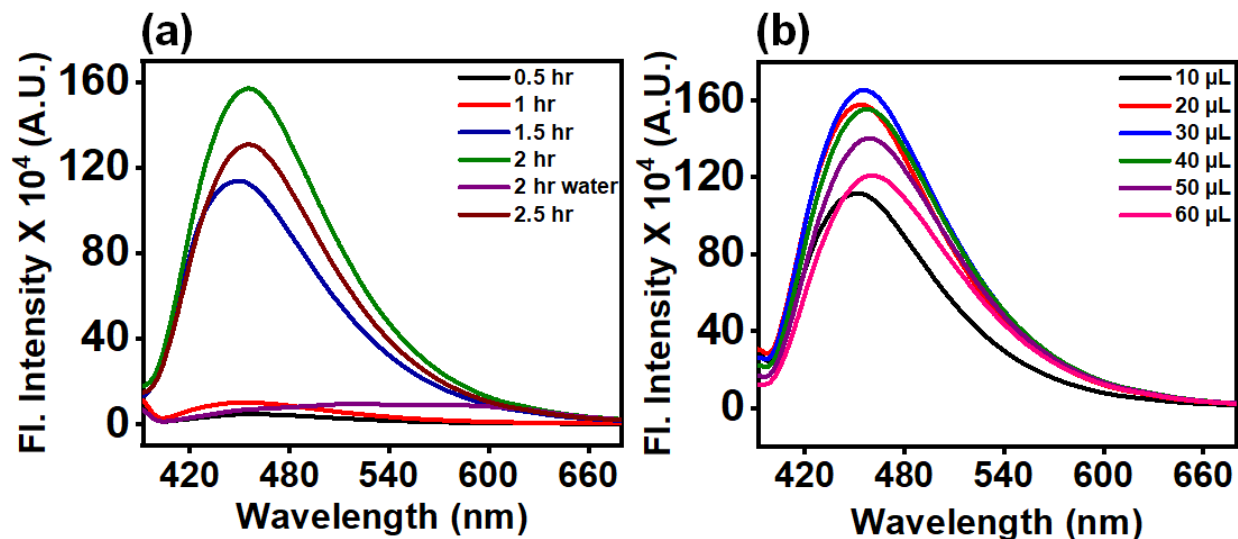 (a)
Fl. Intensity X 10⁴ (A.U.)
160
120
80
40
0
420 480 540 600 660
Wavelength (nm)
0.5 hr
1 hr
1.5 hr
2 hr
2 hr water
2.5 hr
(b)
Fl. Intensity X 10⁴ (A.U.)
160
120
80
40
0
420 480 540 600 660
Wavelength (nm)
10 µL
20 µL
30 µL
40 µL
50 µL
60 µL